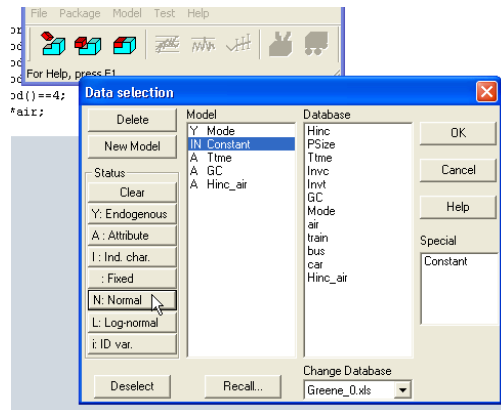 File Package Model Test Help
For Help, press F1
od()==4;
*air;
Data selection
Delete
New Model
Status
Clear
Y: Endogenous
A : Attribute
I : Ind. char.
: Fixed
N: Normal
L: Log-normal
i: ID var.
Deselect
Model
Y Mode
IN Constant
A Ttme
A GC
A Hinc_air
Recall...
Database
Hinc
PSize
Ttme
Invc
Invt
GC
Mode
air
train
bus
car
Hinc_air
Change Database
Greene_0.xls
OK
Cancel
Help
Special
Constant